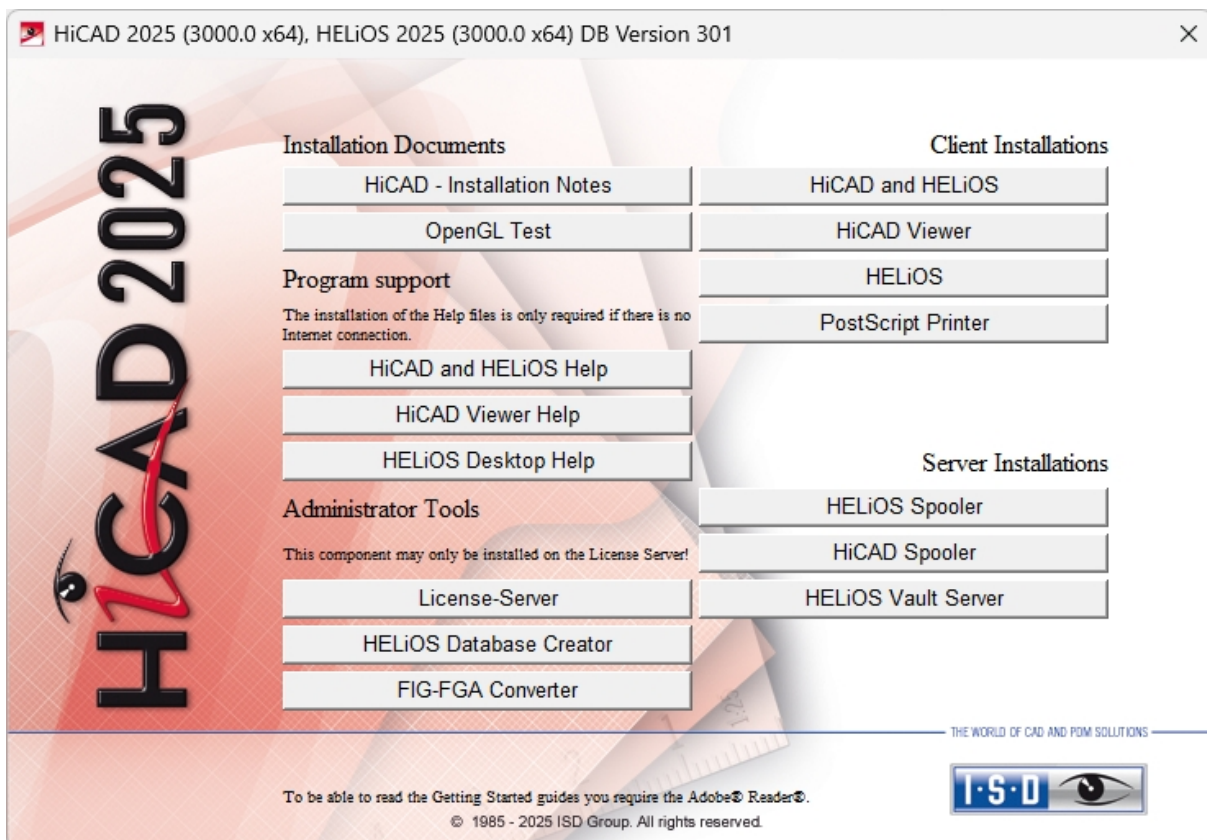 HiCAD 2025 (3000.0 x64), HELiOS 2025 (3000.0 x64) DB Version 301
HiCAD 2025
Installation Documents
HiCAD - Installation Notes
OpenGL Test
Program support
The installation of the Help files is only required if there is no
Internet connection.
HiCAD and HELiOS Help
HiCAD Viewer Help
HELiOS Desktop Help
Administrator Tools
This component may only be installed on the License Server!
License-Server
HELiOS Database Creator
FIG-FGA Converter
Client Installations
HiCAD and HELiOS
HiCAD Viewer
HELiOS
PostScript Printer
Server Installations
HELiOS Spooler
HiCAD Spooler
HELiOS Vault Server
1:25
THE WORLD OF CAD AND PDM SOLUTIONS
I·S·D
To be able to read the Getting Started guides you require the Adobe® Reader®.
© 1985 - 2025 ISD Group. All rights reserved.